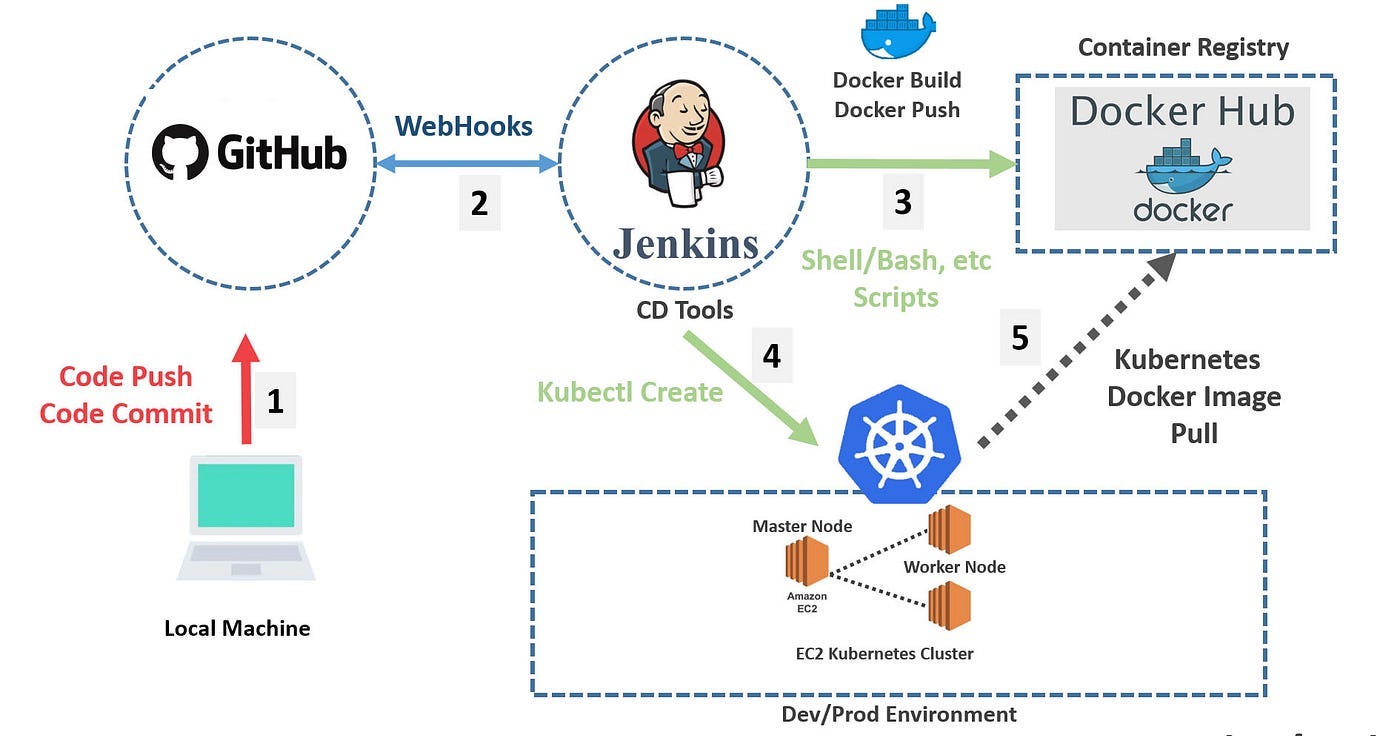 Docker Build
Docker Push
Container Registry
Docker Hub
docker
GitHub
WebHooks
2
Jenkins
CD Tools
3
Shell/Bash, etc
Scripts
Code Push
Code Commit
1
Kubectl Create
4
5
Kubernetes
Docker Image
Pull
Local Machine
Master Node
Amazon
EC2
Worker Node
EC2 Kubernetes Cluster
Dev/Prod Environment